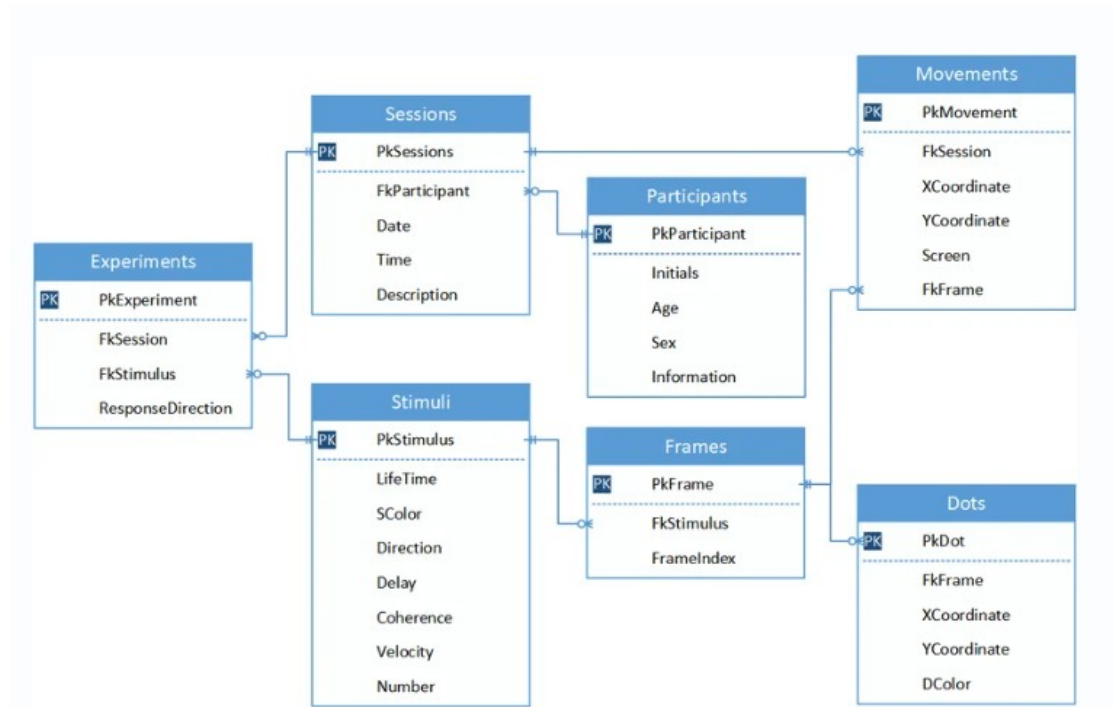 Experiments
PK PkExperiment
FkSession
FkStimulus
ResponseDirection
Sessions
PK PkSessions
FkParticipant
Date
Time
Description
Stimuli
PK PkStimulus
LifeTime
SColor
Direction
Delay
Coherence
Velocity
Number
Participants
PK PkParticipant
Initials
Age
Sex
Information
Frames
PK PkFrame
FkStimulus
FrameIndex
Movements
PK PkMovement
FkSession
XCoordinate
YCoordinate
Screen
FkFrame
Dots
PK PkDot
FkFrame
XCoordinate
YCoordinate
DColor